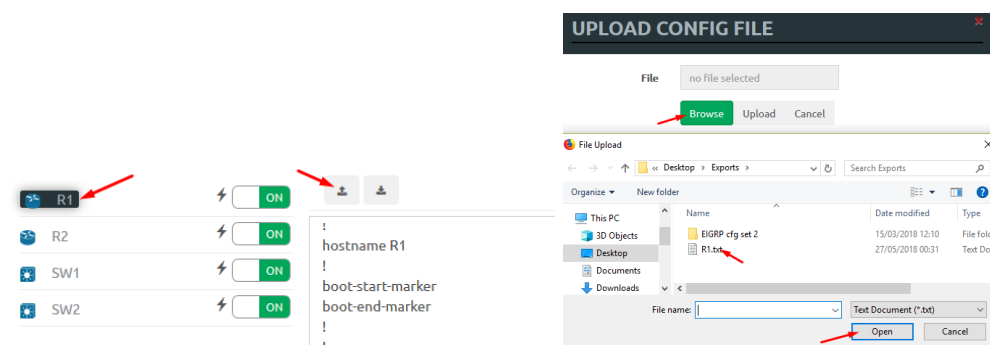 R1
ON
R2
ON
SW1
ON
SW2
ON
!
hostname R1
!
boot-start-marker
boot-end-marker
!
UPLOAD CONFIG FILE
File no file selected
Browse Upload Cancel
File Upload
« Desktop › Exports ›
Search Exports
Organize New folder
This PC
3D Objects
Desktop
Documents
Downloads
Name Date modified Type
EIGRP cfg set 2 15/03/2018 12:10 File fol
R1.txt 27/05/2018 00:31 Text Do
File name: Text Document (*.txt)
Open Cancel